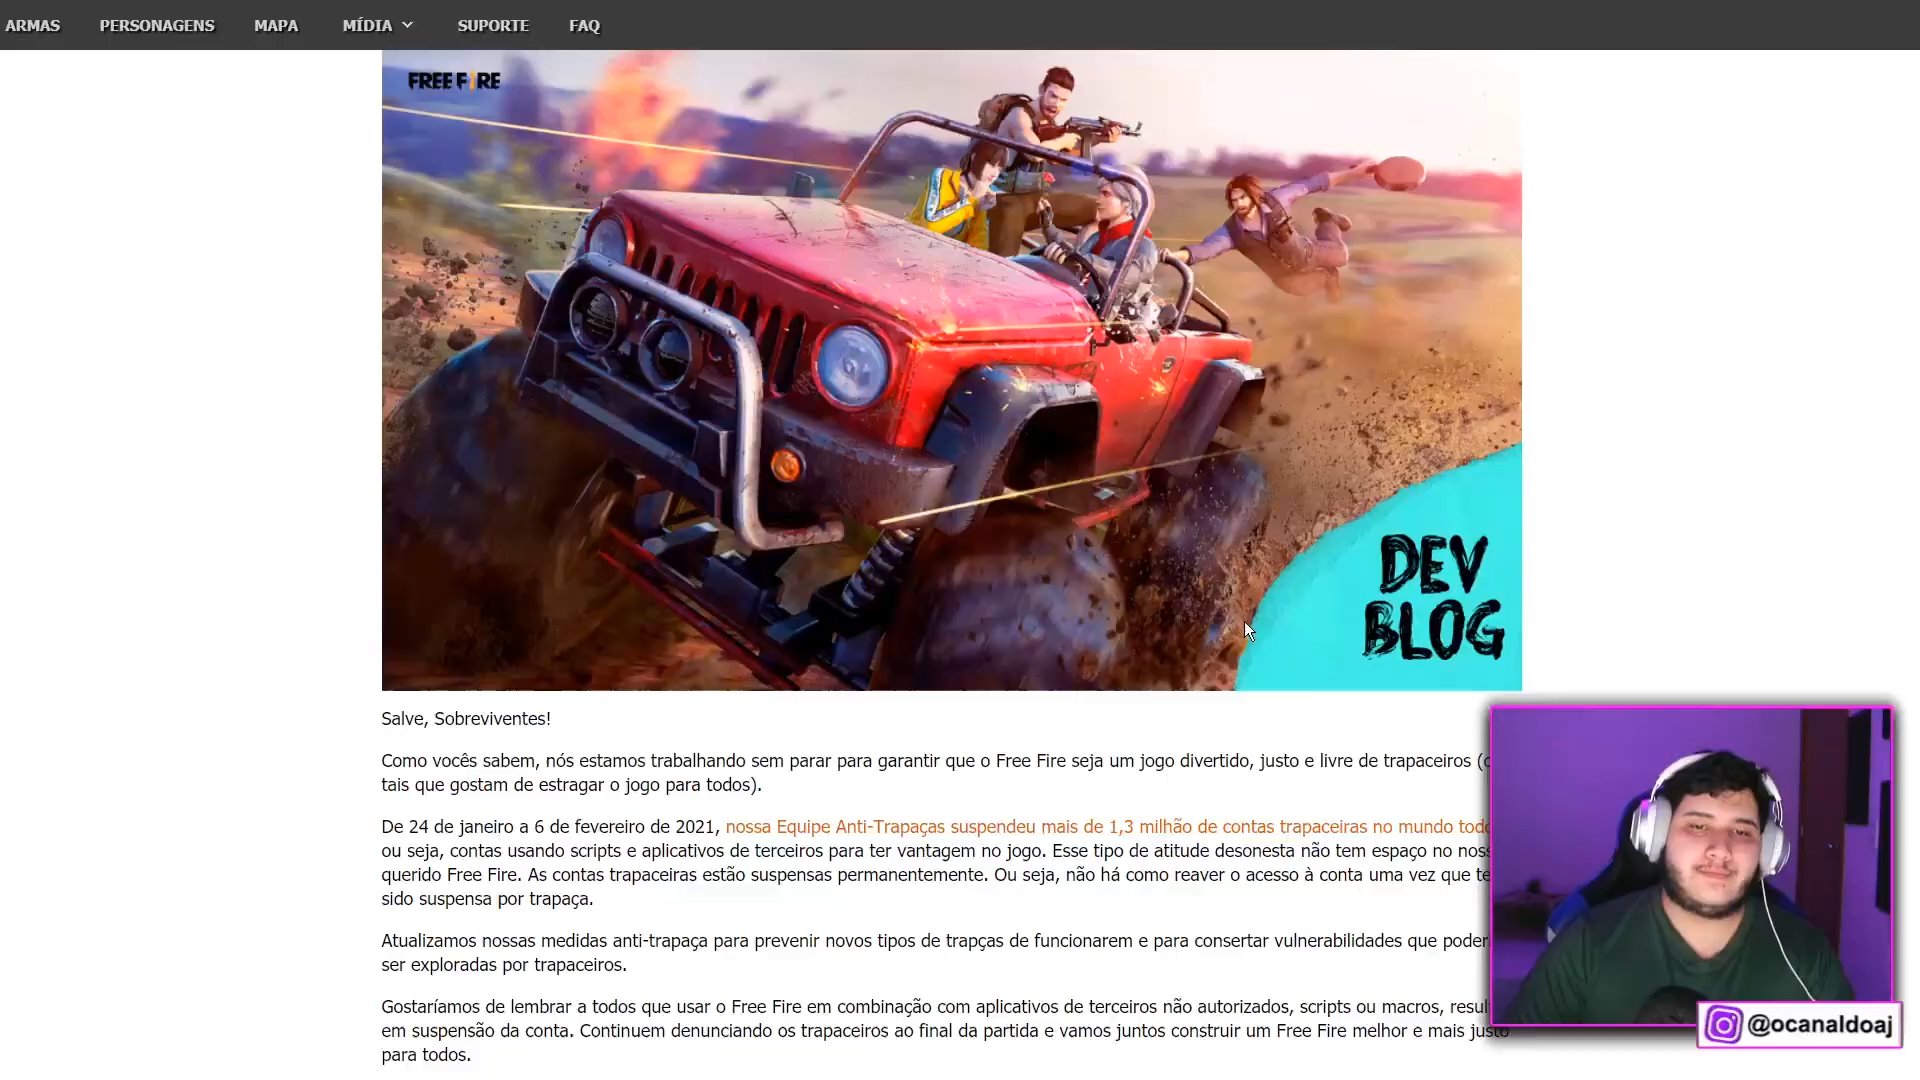 ARMAS PERSONAGENS MAPA MÍDIA SUPORTE FAQ
FREE FIRE
DEV
BLOG
Salve, Sobreviventes!
Como vocês sabem, nós estamos trabalhando sem parar para garantir que o Free Fire seja um jogo divertido, justo e livre de trapaceiros (
tais que gostam de estragar o jogo para todos).
De 24 de janeiro a 6 de fevereiro de 2021, nossa Equipe Anti-Trapaças suspendeu mais de 1,3 milhão de contas trapaceiras no mundo todo
ou seja, contas usando scripts e aplicativos de terceiros para ter vantagem no jogo. Esse tipo de atitude desonesta não tem espaço no
querido Free Fire. As contas trapaceiras estão suspensas permanentemente. Ou seja, não há como reaver o acesso à conta uma vez que
sido suspensa por trapaça.
Atualizamos nossas medidas anti-trapaça para prevenir novos tipos de trapças de funcionarem e para consertar vulnerabilidades que
ser exploradas por trapaceiros.
Gostaríamos de lembrar a todos que usar o Free Fire em combinação com aplicativos de terceiros não autorizados, scripts ou macros,
em suspensão da conta. Continuem denunciando os trapaceiros ao final da partida e vamos juntos construir um Free Fire melhor e mais justo
para todos.
@ocanaldoaj